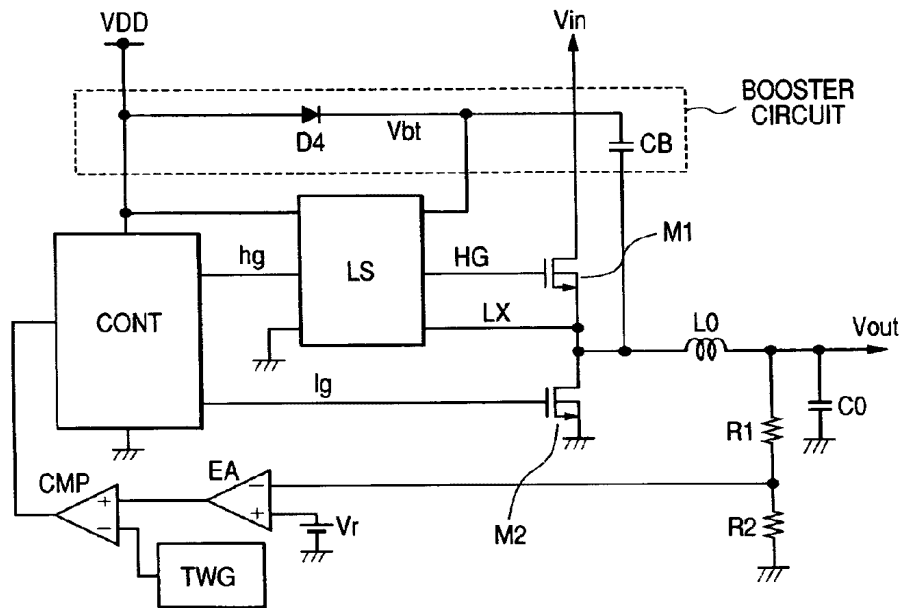 VDD
Vin
BOOSTER
CIRCUIT
D4
Vbt
CB
M1
hg
LS
HG
CONT
LX
L0
Vout
lg
C0
R1
EA
CMP
Vr
M2
R2
TWG